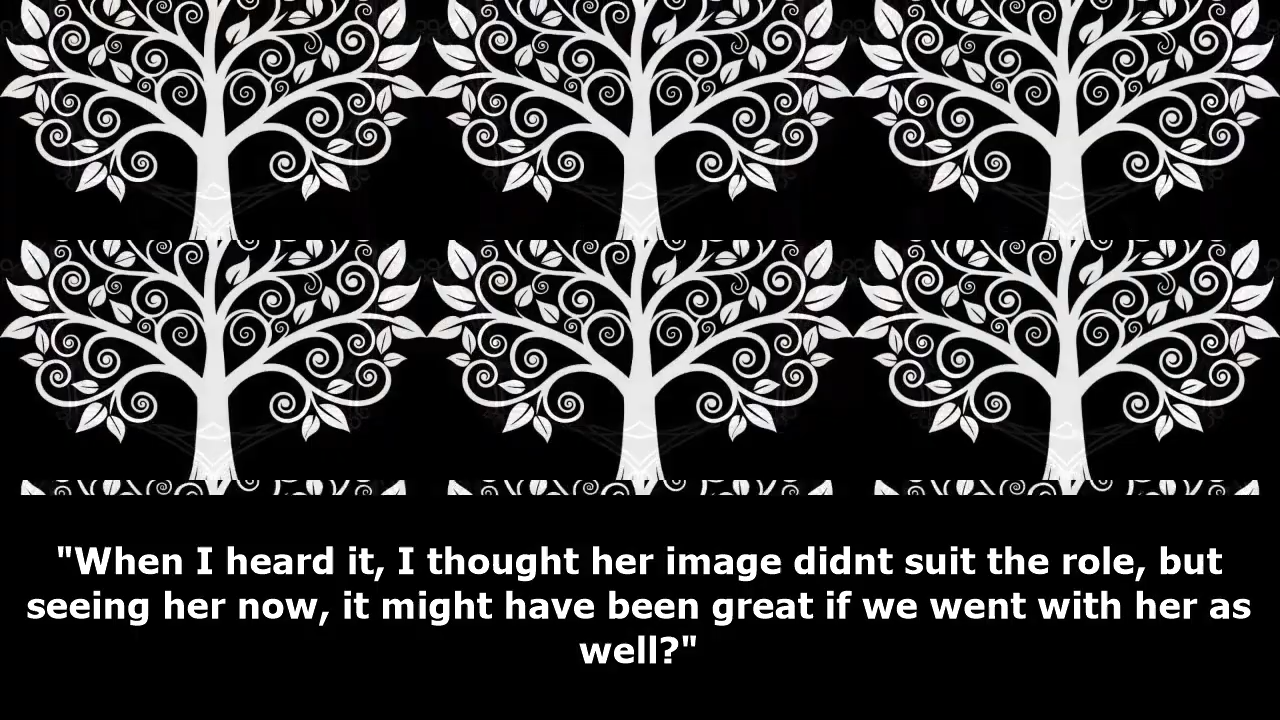 "When I heard it, I thought her image didnt suit the role, but
seeing her now, it might have been great if we went with her as
well?"